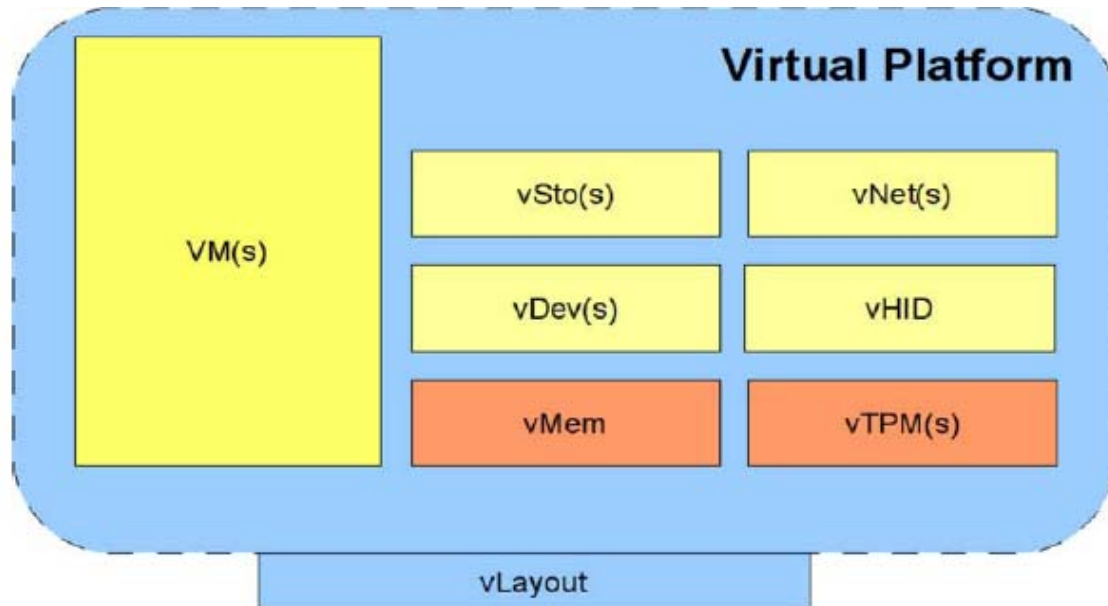 Virtual Platform
VM(s)
vSto(s)
vNet(s)
vDev(s)
vHID
vMem
vTPM(s)
vLayout